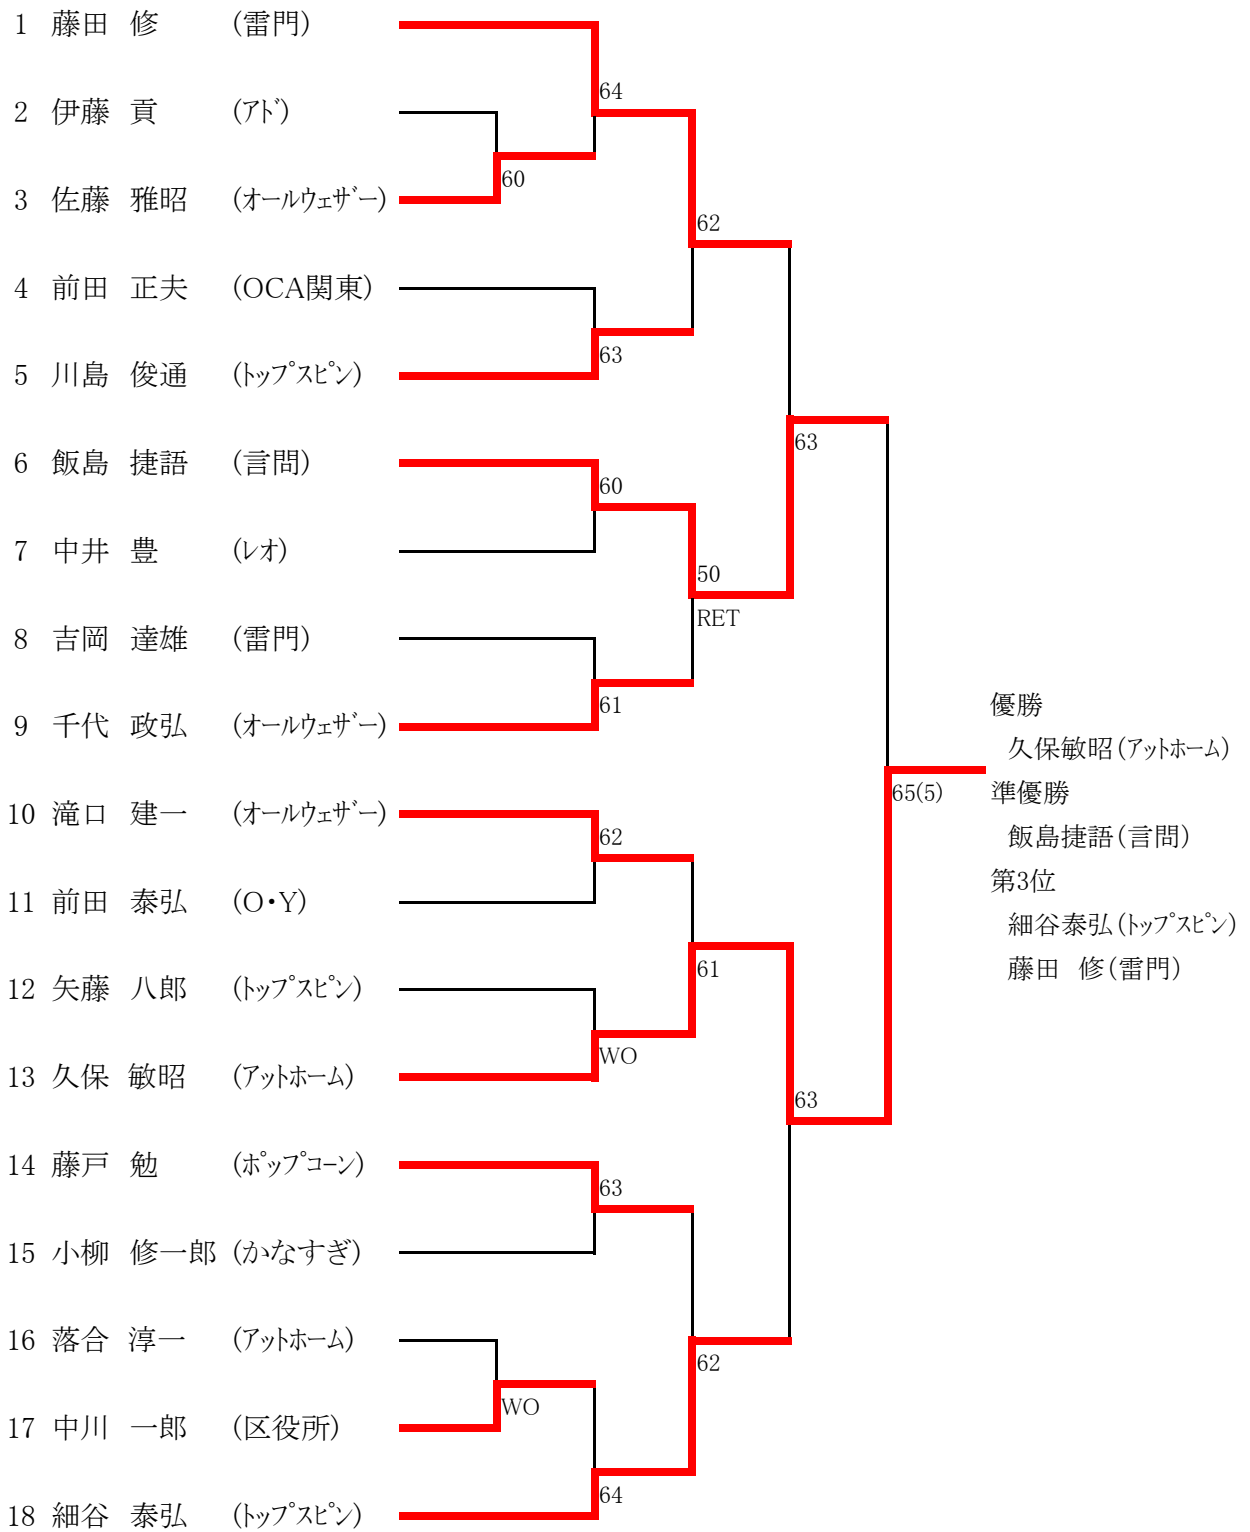 1 藤田 修 (雷門)
64
2 伊藤 貢 (アド)
60
3 佐藤 雅昭 (オールウェザー)
62
4 前田 正夫 (OCA関東)
63
5 川島 俊通 (トップスピン)
63
6 飯島 捷語 (言問)
60
7 中井 豊 (レオ)
50
RET
8 吉岡 達雄 (雷門)
61
9 千代 政弘 (オールウェザー)
優勝
久保敏昭(アットホーム)
65(5)
準優勝
10 滝口 建一 (オールウェザー)
62
飯島捷語(言問)
第3位
11 前田 泰弘 (O・Y)
細谷泰弘(トップスピン)
61
藤田 修(雷門)
12 矢藤 八郎 (トップスピン)
WO
13 久保 敏昭 (アットホーム)
63
14 藤戸 勉 (ポップコーン)
63
15 小柳 修一郎 (かなすぎ)
16 落合 淳一 (アットホーム)
62
WO
17 中川 一郎 (区役所)
64
18 細谷 泰弘 (トップスピン)